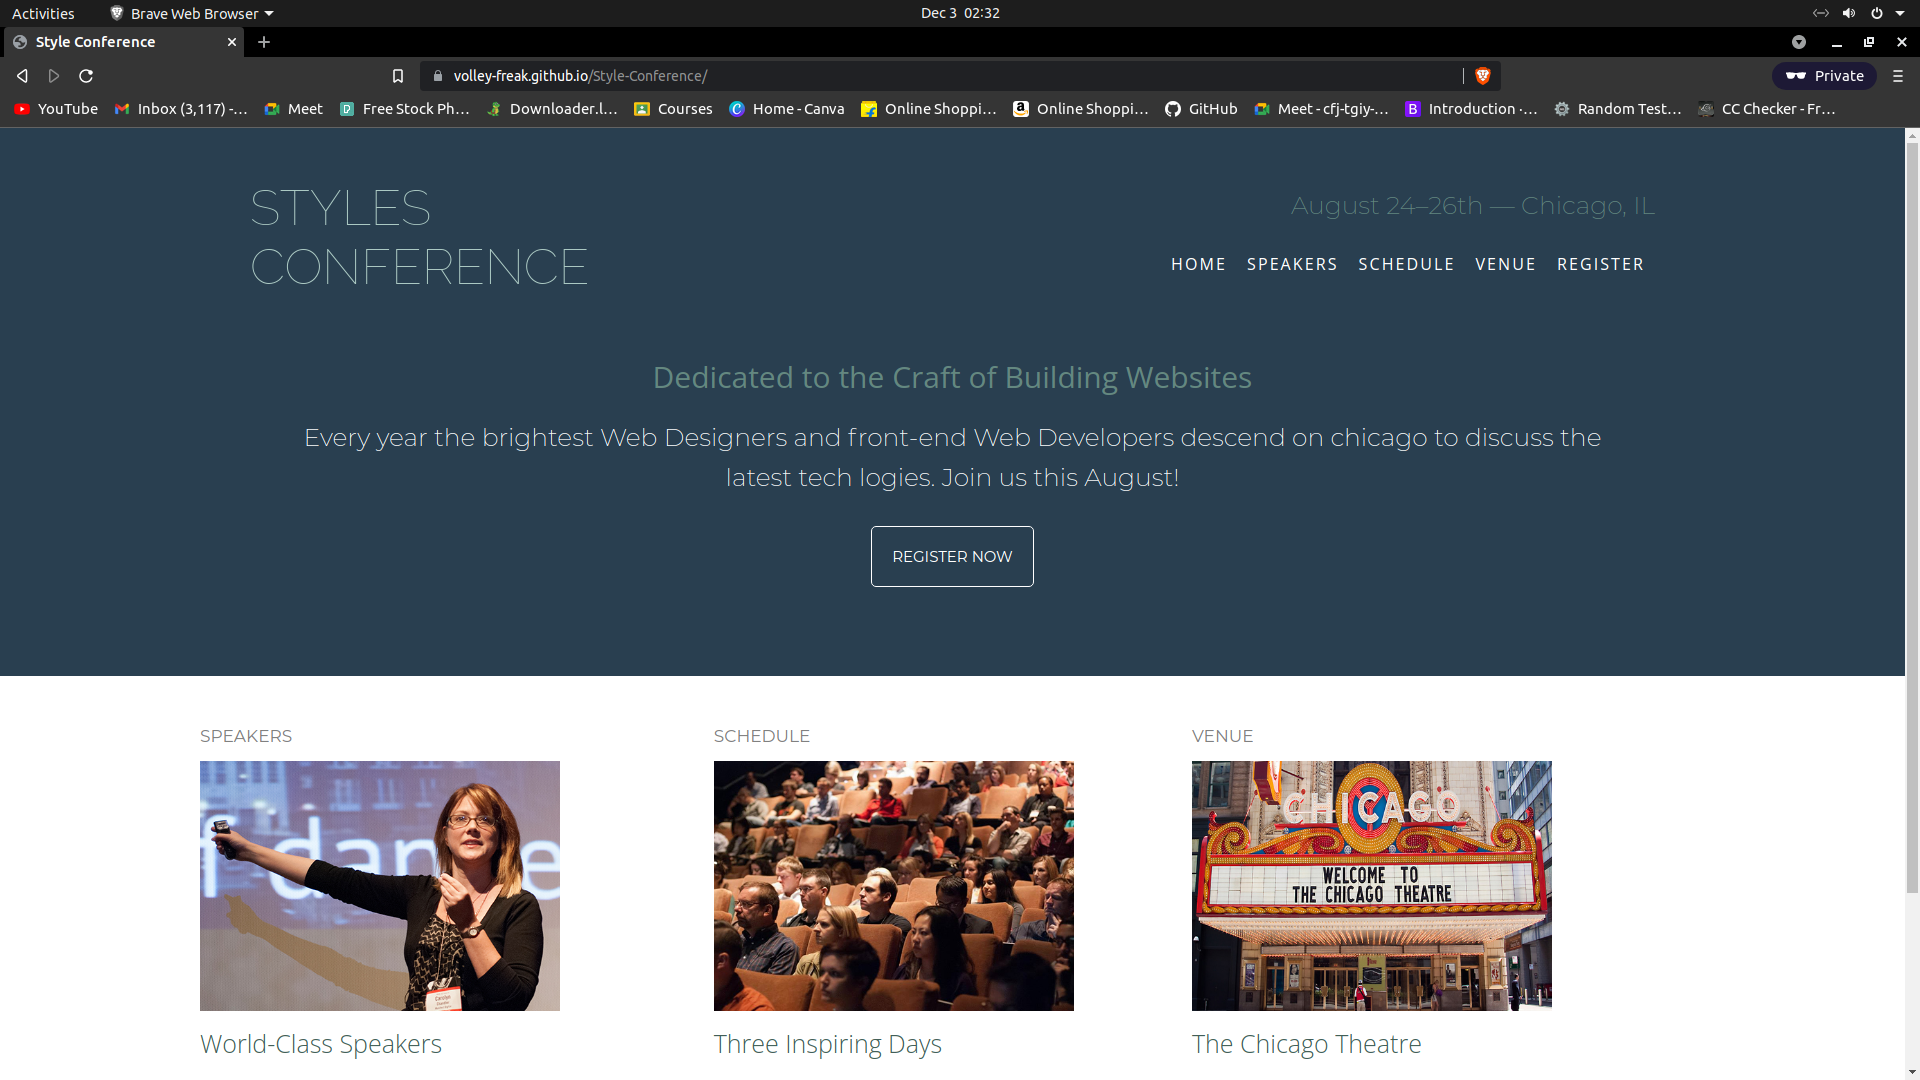 Activities
Brave Web Browser
Dec 3 02:32
Style Conference
volley-freak.github.io/Style-Conference/
Private
YouTube
Inbox (3,117) -...
Meet
Free Stock Ph...
Downloader.l...
Courses
Home - Canva
Online Shoppi...
Online Shoppi...
GitHub
Meet - cfj-tgiy-...
Introduction ·...
Random Test...
CC Checker - Fr...
STYLES
CONFERENCE
August 24–26th — Chicago, IL
HOME SPEAKERS SCHEDULE VENUE REGISTER
Dedicated to the Craft of Building Websites
Every year the brightest Web Designers and front-end Web Developers descend on chicago to discuss the
latest tech logies. Join us this August!
REGISTER NOW
SPEAKERS
SCHEDULE
VENUE
f dan e
CHICAGO
WELCOME TO
THE CHICAGO THEATRE
World-Class Speakers
Three Inspiring Days
The Chicago Theatre